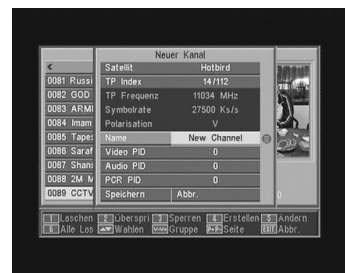 Neuer Kanal
Satellit Hotbird
TP Index 14/112
TP Frequenz 11034 MHz
Symbolrate 27500 Ks/s
Polarisation V
Name New Channel
Video PID 0
Audio PID 0
PCR PID 0
Speichern Abbr.
0081 Russi
0082 GOD
0083 ARMI
0084 Imam
0085 Tapes
0086 Saraf
0087 Shans
0088 2M M
0089 CCTV
1 Loschen 2 Überspri 3 Sperren 4 Erstellen 5 Ändern
6 Alle Los Wahlen Gruppe P+P- Seite EXIT Abbr.